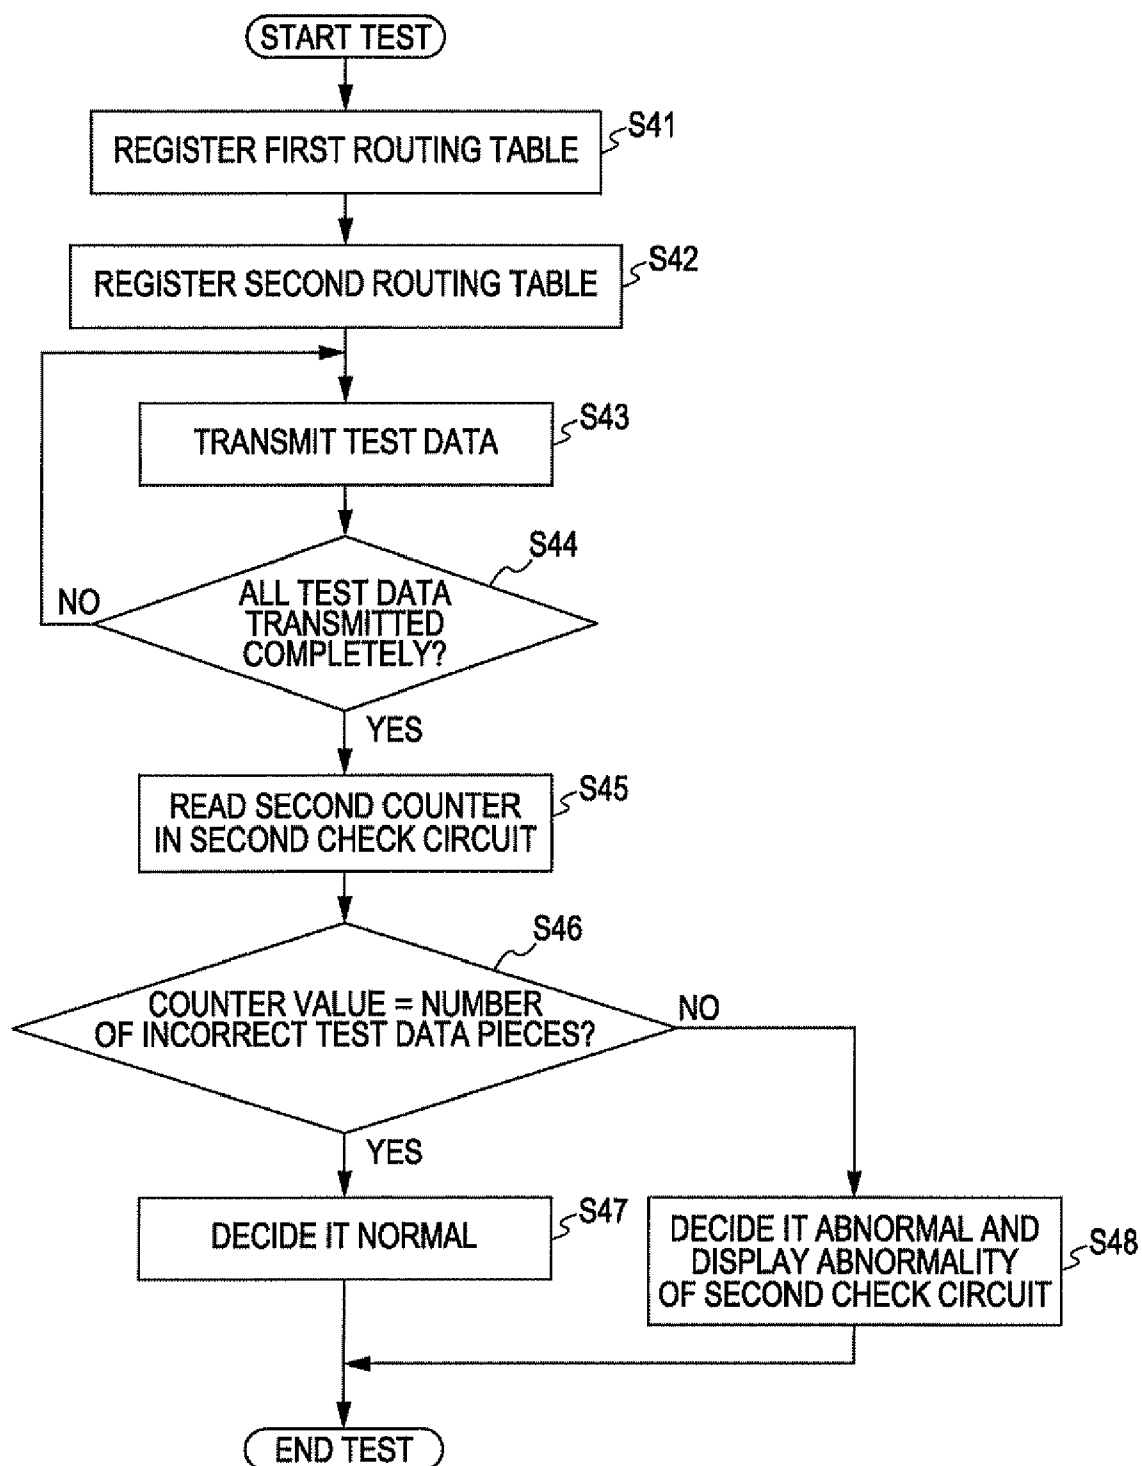 START TEST
REGISTER FIRST ROUTING TABLE
S41
REGISTER SECOND ROUTING TABLE
S42
TRANSMIT TEST DATA
S43
S44
ALL TEST DATA
TRANSMITTED
COMPLETELY?
NO
YES
READ SECOND COUNTER
IN SECOND CHECK CIRCUIT
S45
S46
COUNTER VALUE = NUMBER
OF INCORRECT TEST DATA PIECES?
NO
YES
DECIDE IT NORMAL
S47
DECIDE IT ABNORMAL AND
DISPLAY ABNORMALITY
OF SECOND CHECK CIRCUIT
S48
END TEST